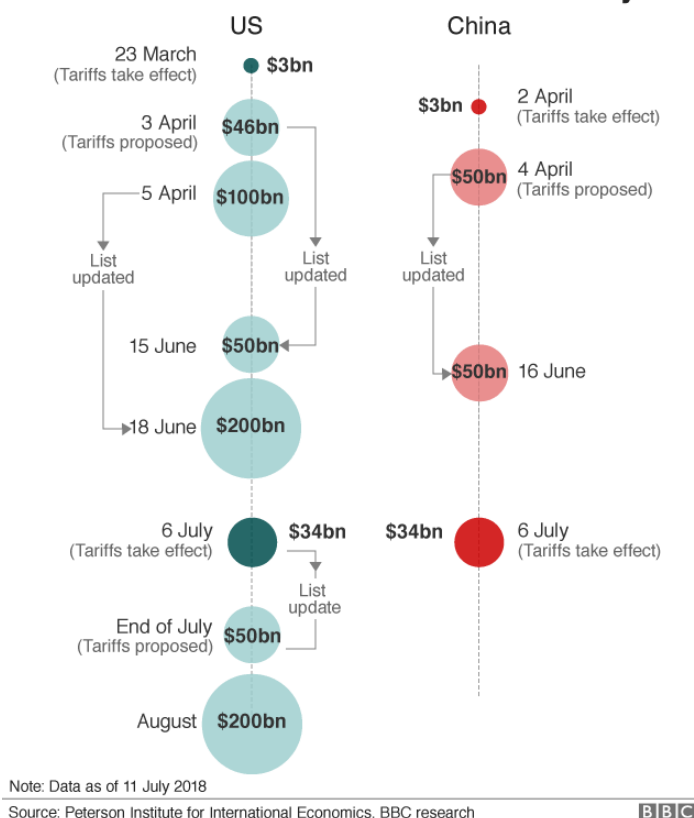 US
China
23 March
(Tariffs take effect)
$3bn
$3bn
2 April
(Tariffs take effect)
3 April
(Tariffs proposed)
$46bn
$50bn
4 April
(Tariffs proposed)
5 April
$100bn
List
updated
List
updated
List
updated
15 June
$50bn
$50bn
16 June
18 June
$200bn
6 July
(Tariffs take effect)
$34bn
$34bn
6 July
(Tariffs take effect)
List
update
End of July
(Tariffs proposed)
$50bn
August
$200bn
Note: Data as of 11 July 2018
Source: Peterson Institute for International Economics, BBC research
BBC